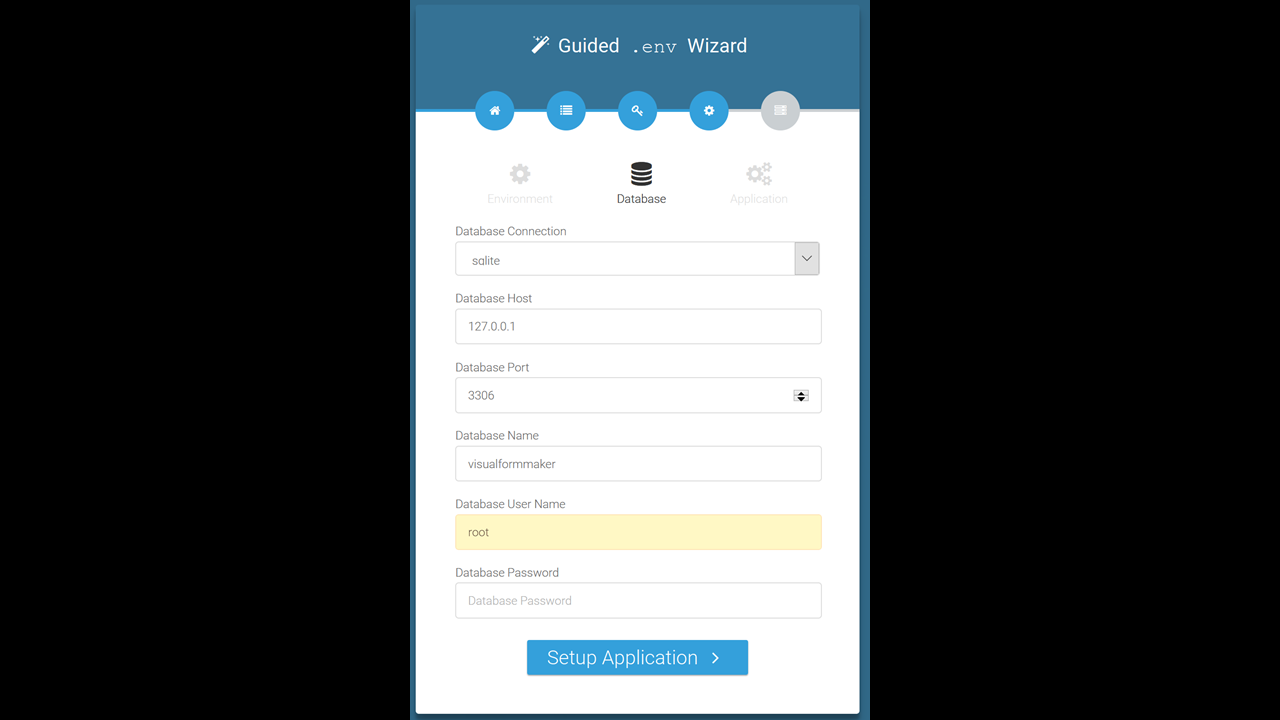 Guided .env Wizard
Environment
Database
Application
Database Connection
sqlite
Database Host
127.0.0.1
Database Port
3306
Database Name
visualformmaker
Database User Name
root
Database Password
Database Password
Setup Application